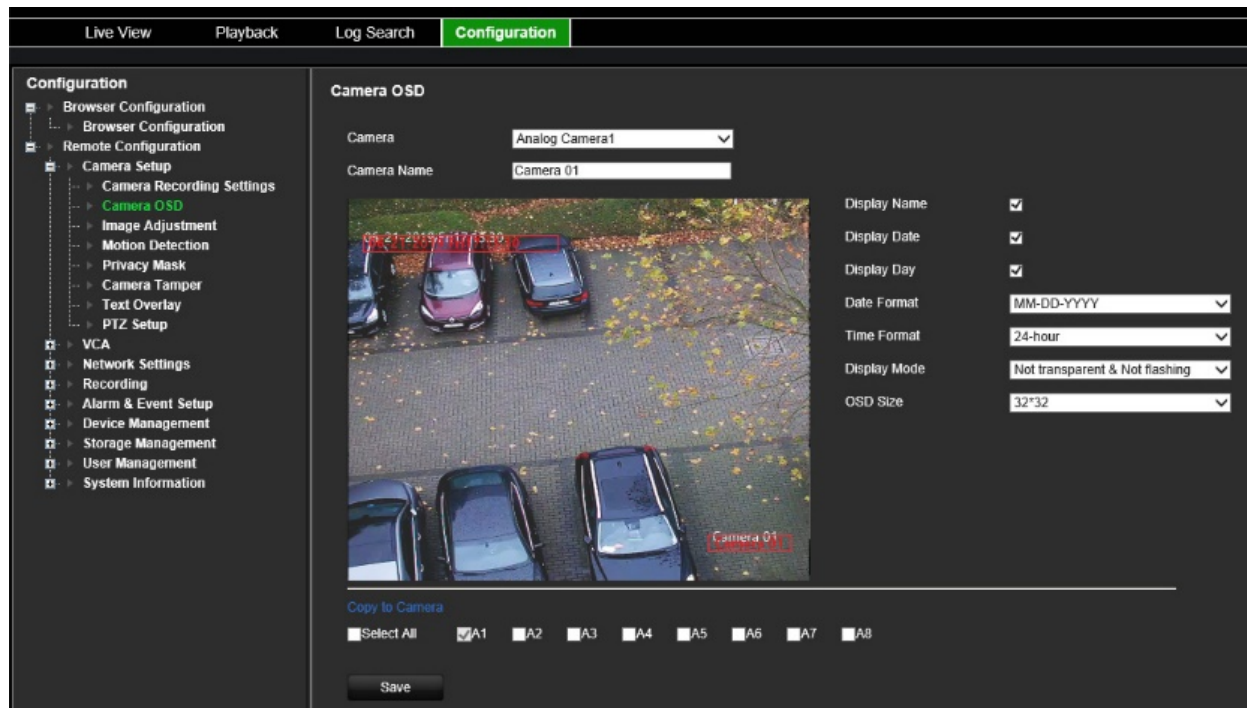 Live View Playback Log Search Configuration
Configuration
Browser Configuration
Browser Configuration
Remote Configuration
Camera Setup
Camera Recording Settings
Camera OSD
Image Adjustment
Motion Detection
Privacy Mask
Camera Tamper
Text Overlay
PTZ Setup
VCA
Network Settings
Recording
Alarm & Event Setup
Device Management
Storage Management
User Management
System Information
Camera OSD
Camera Analog Camera1
Camera Name Camera 01
Camera 01
Display Name
Display Date
Display Day
Date Format MM-DD-YYYY
Time Format 24-hour
Display Mode Not transparent & Not flashing
OSD Size 32*32
Copy to Camera
Select All A1 A2 A3 A4 A5 A6 A7 A8
Save